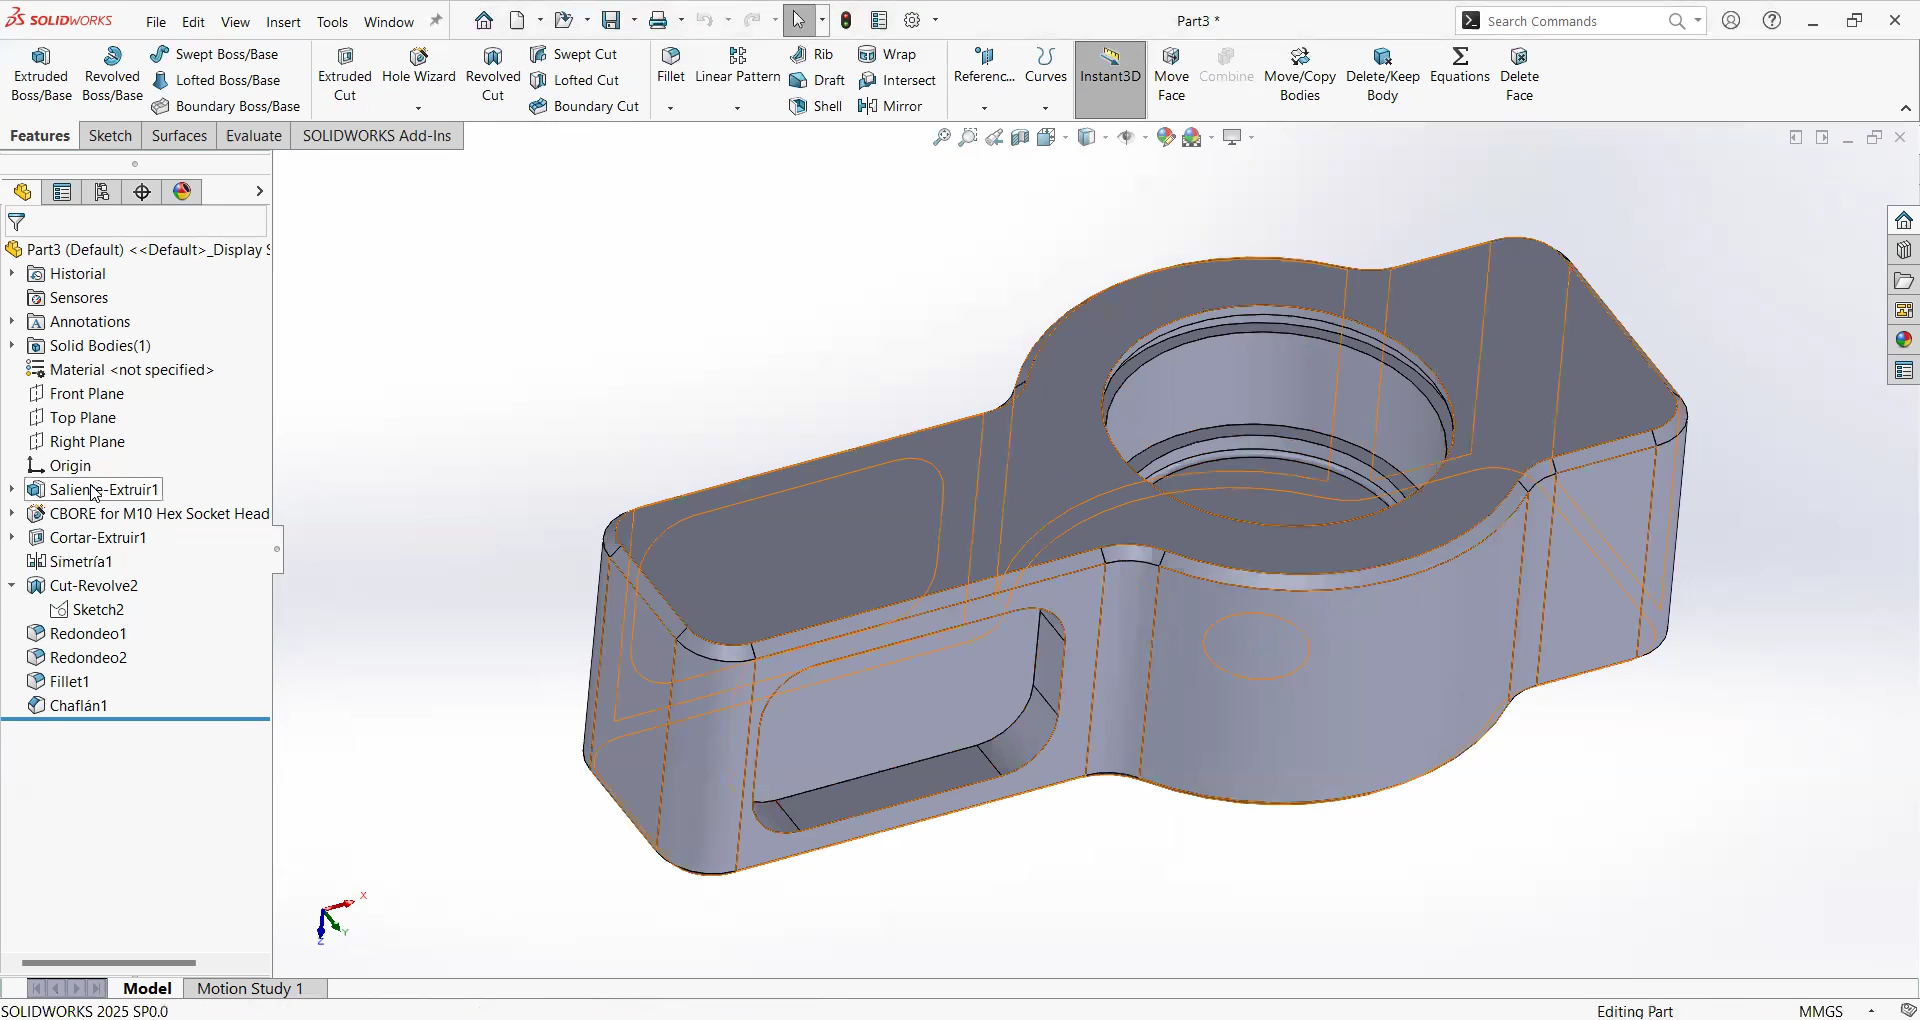 SOLIDWORKS File Edit View Insert Tools Window Part3 * Search Commands
Extruded Boss/Base
Revolved Boss/Base
Swept Boss/Base
Lofted Boss/Base
Boundary Boss/Base
Extruded Cut
Hole Wizard
Revolved Cut
Swept Cut
Lofted Cut
Boundary Cut
Fillet
Linear Pattern
Rib
Draft
Shell
Wrap
Intersect
Mirror
Referenc...
Curves
Instant3D
Move Face
Combine
Move/Copy Bodies
Delete/Keep Body
Equations
Delete Face
Features Sketch Surfaces Evaluate SOLIDWORKS Add-Ins
Part3 (Default) <<Default>_Display S
Historial
Sensores
Annotations
Solid Bodies(1)
Material <not specified>
Front Plane
Top Plane
Right Plane
Origin
Saliente-Extruir1
CBORE for M10 Hex Socket Head
Cortar-Extruir1
Simetría1
Cut-Revolve2
Sketch2
Redondeo1
Redondeo2
Fillet1
Chaflán1
X
Y
Z
Model Motion Study 1
SOLIDWORKS 2025 SP0.0 Editing Part MMGS